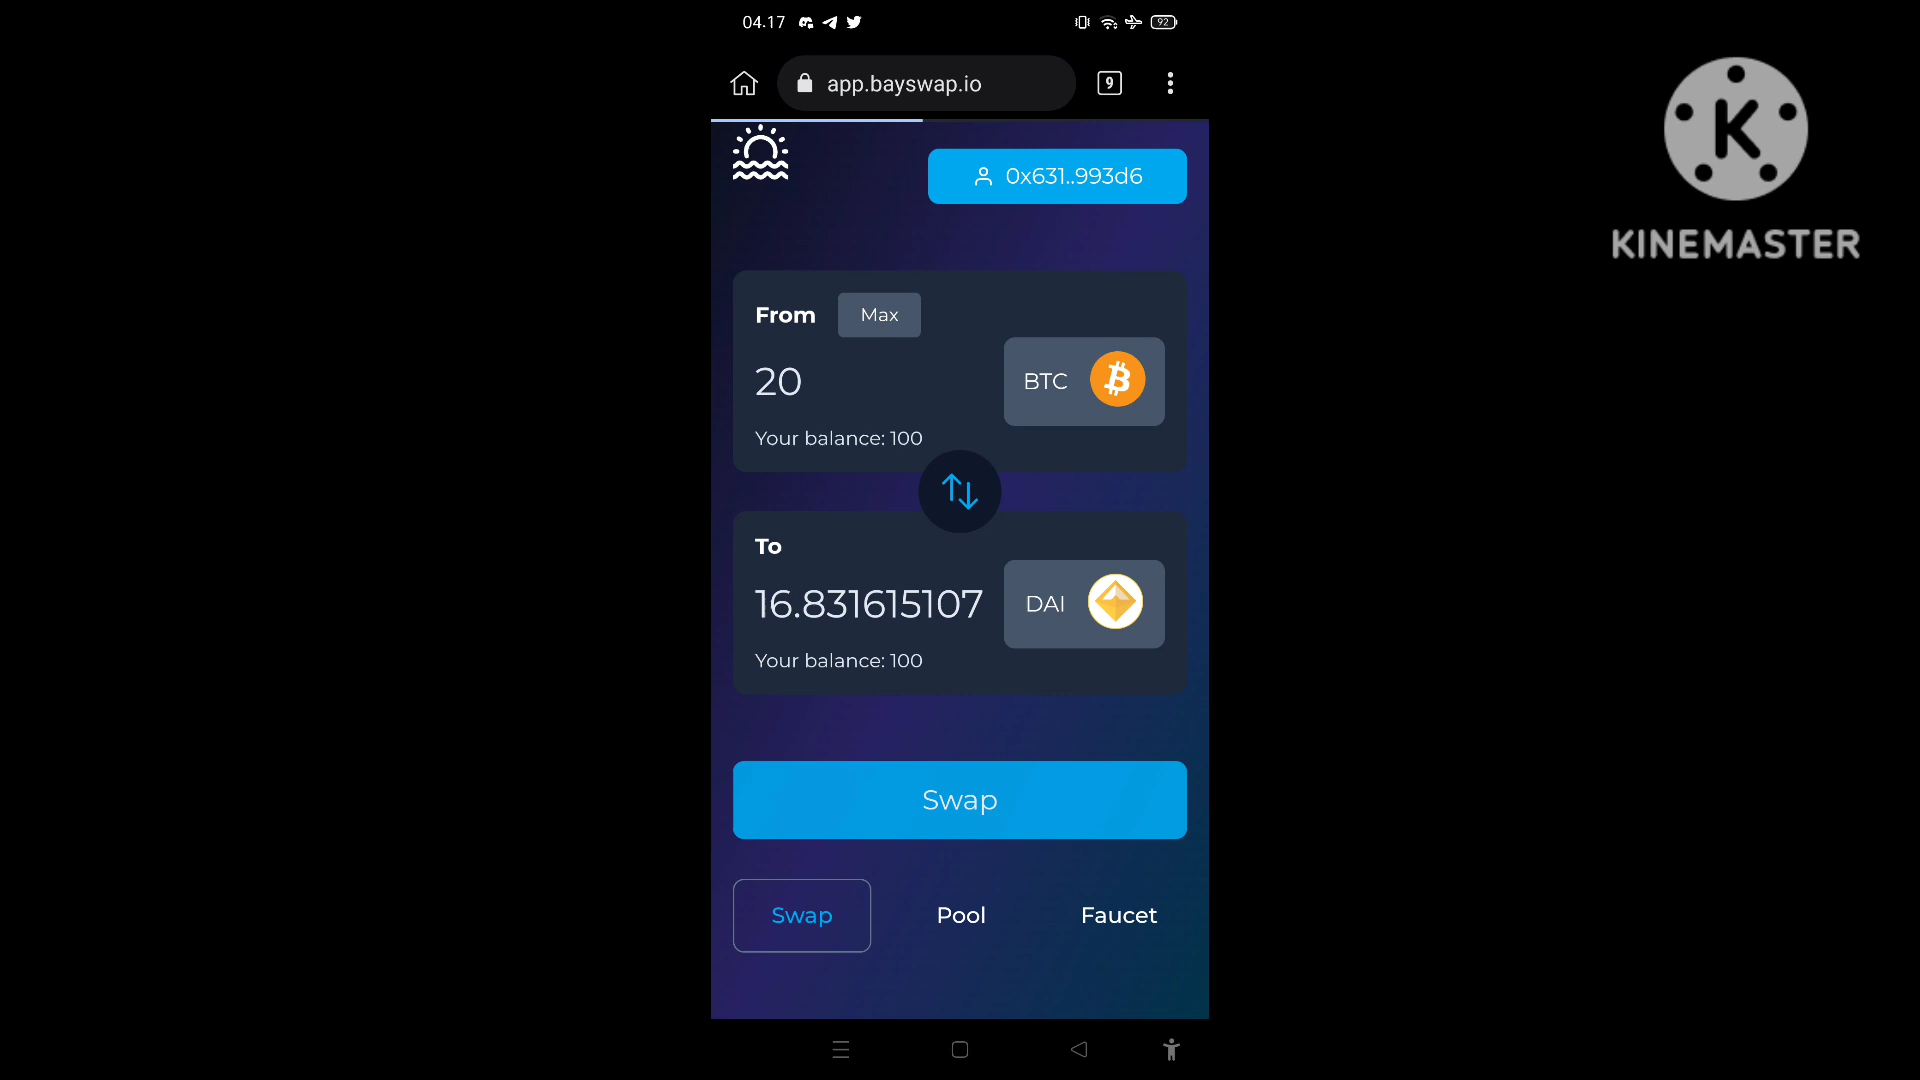 04.17
92
app.bayswap.io
9
0x631..993d6
From
Max
20
BTC
Your balance: 100
To
16.831615107
DAI
Your balance: 100
Swap
Swap
Pool
Faucet
K
KINEMASTER